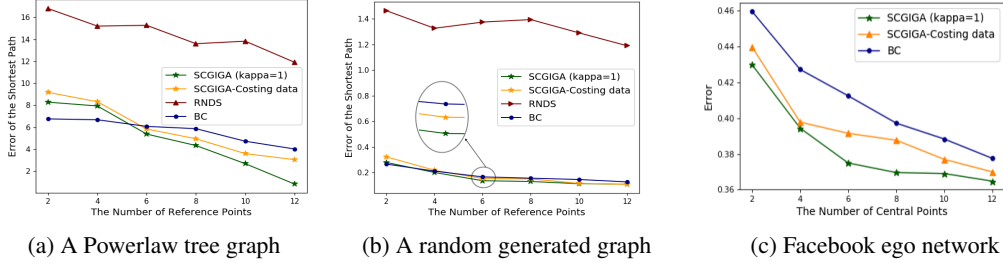 Error of the Shortest Path
16
14
12
10
8
6
4
2
SCGIGA (kappa=1)
SCGIGA-Costing data
RNDS
BC
2 4 6 8 10 12
The Number of Reference Points
(a) A Powerlaw tree graph
Error of the Shortest Path
1.4
1.2
1.0
0.8
0.6
0.4
0.2
SCGIGA (kappa=1)
SCGIGA-Costing data
RNDS
BC
2 4 6 8 10 12
The Number of Reference Points
(b) A random generated graph
Error
0.46
0.44
0.42
0.40
0.38
0.36
SCGIGA (kappa=1)
SCGIGA-Costing data
BC
2 4 6 8 10 12
The Number of Central Points
(c) Facebook ego network